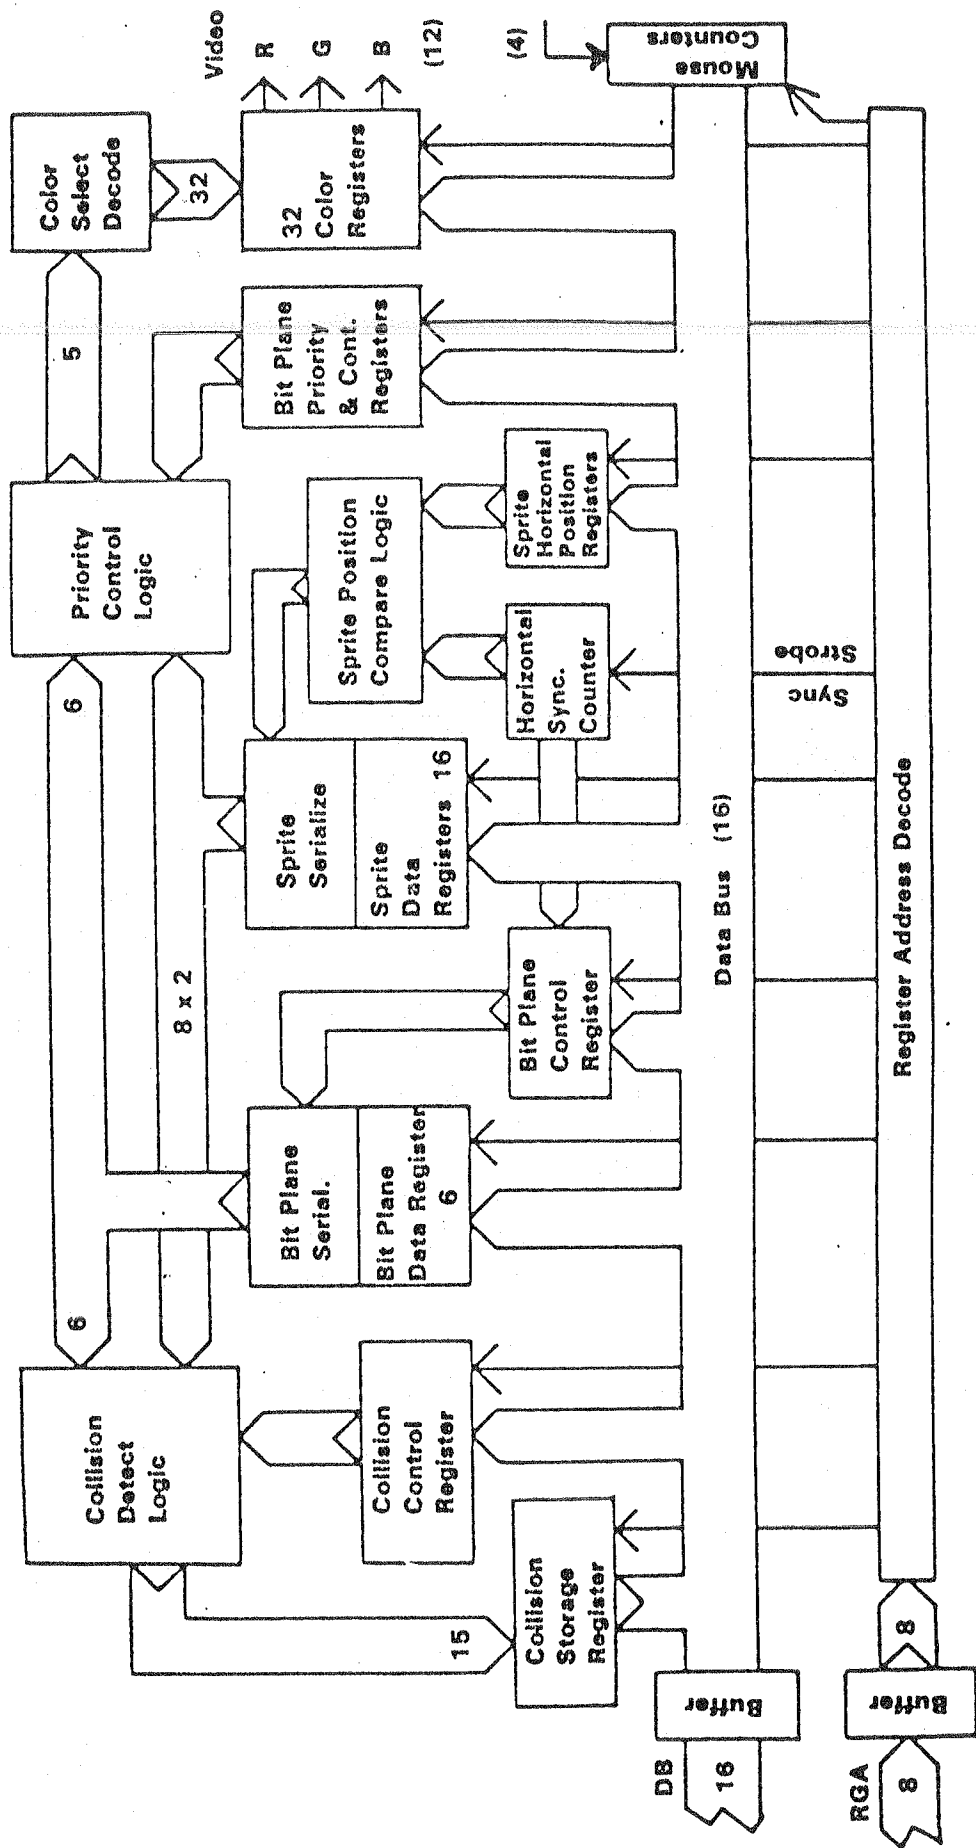 Collision
Detect
Logic
6
6
Priority
Control
Logic
5
Color
Select
Decode
8 x 2
32
Video
R
G
B
(12)
15
Collision
Control
Register
Bit Plane
Serial.
Bit Plane
Data Register
6
Sprite
Serialize
Sprite
Data
Registers 16
Sprite Position
Compare Logic
Bit Plane
Priority
& Cont.
Registers
32
Color
Registers
Collision
Storage
Register
Bit Plane
Control
Register
Horizontal
Sync.
Counter
Sprite
Horizontal
Position
Registers
(4)
Mouse
Counters
DB
16
Buffer
Data Bus (16)
Sync
Strobe
RGA
8
Buffer
8
Register Address Decode